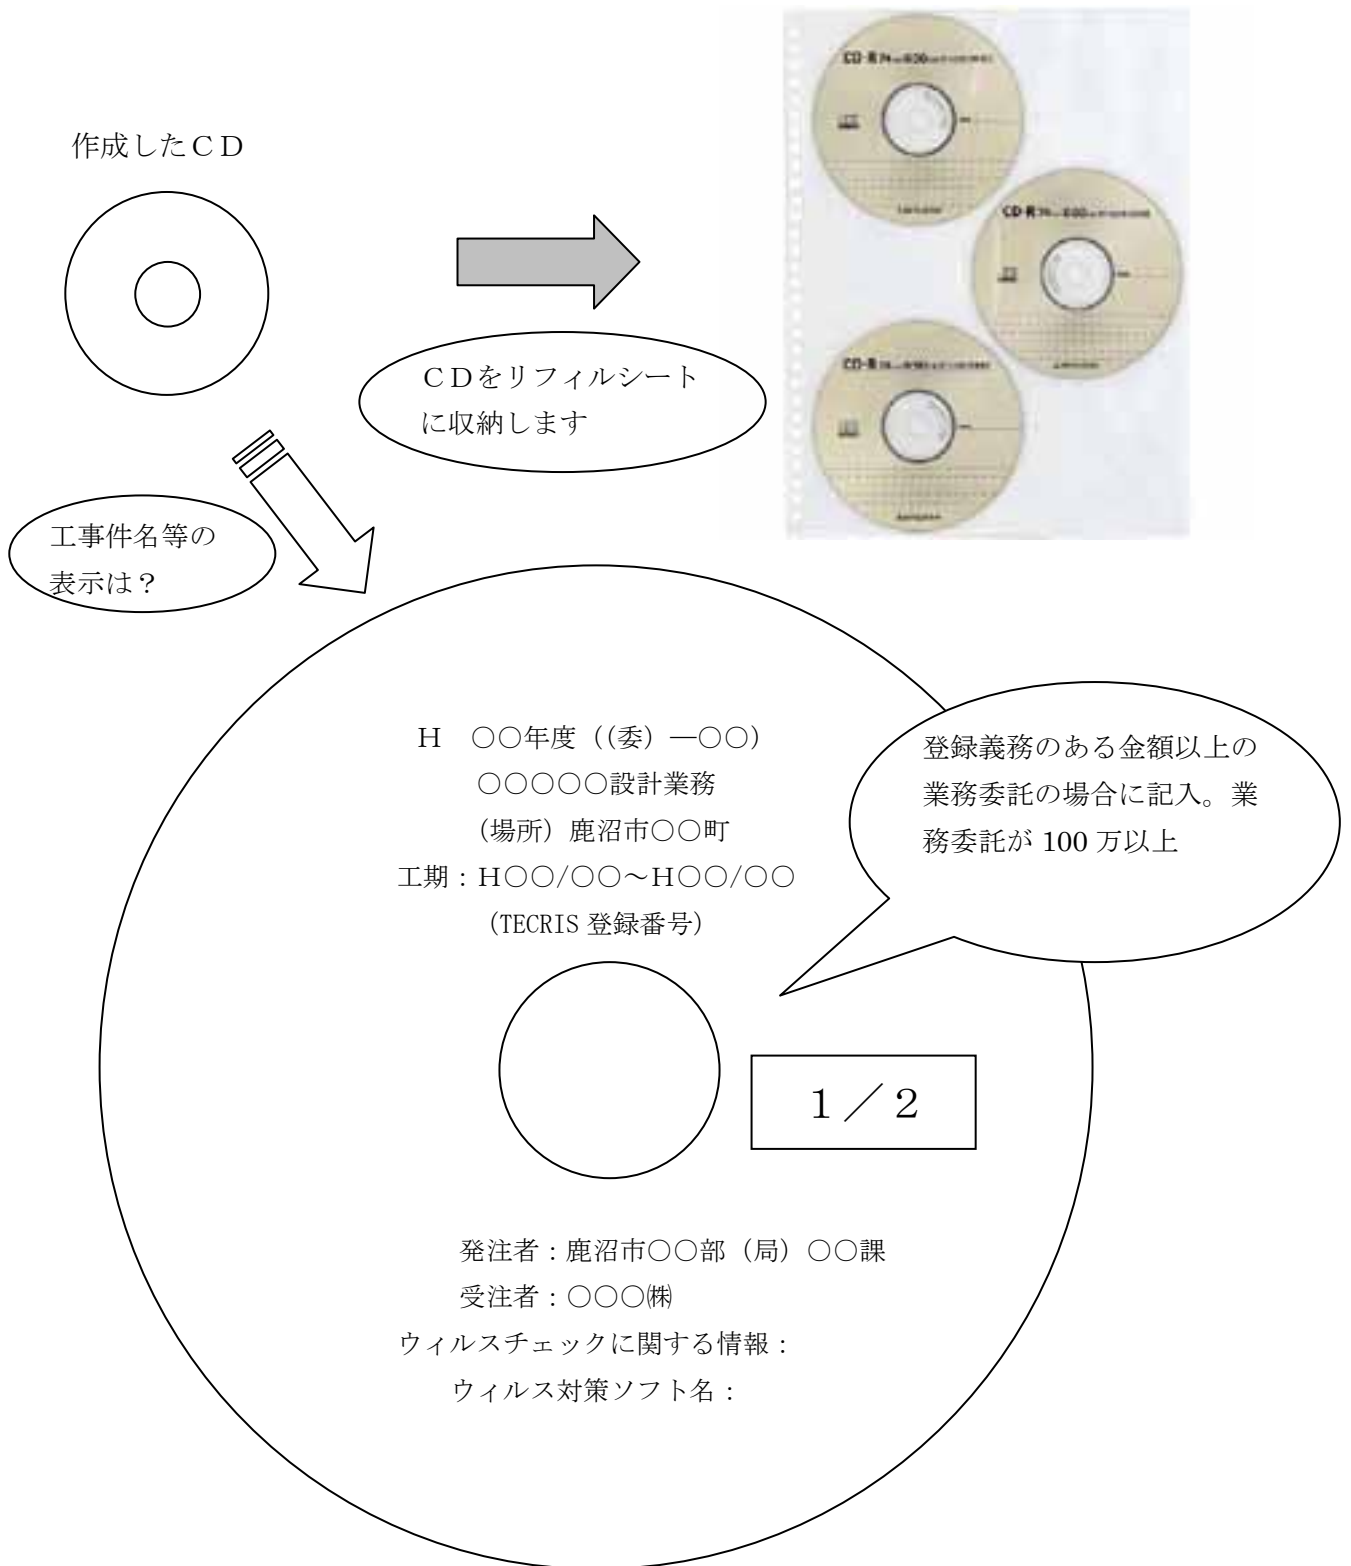 作成したＣＤ
CD-R
CD-R
CD-R
ＣＤをリフィルシート
に収納します
工事件名等の
表示は？
Ｈ　○○年度（(委）―○○）
○○○○○設計業務
（場所）鹿沼市○○町
工期：Ｈ○○/○○～Ｈ○○/○○
（TECRIS 登録番号）
登録義務のある金額以上の
業務委託の場合に記入。業
務委託が 100 万以上
１／２
発注者：鹿沼市○○部（局）○○課
受注者：○○○㈱
ウィルスチェックに関する情報：
ウィルス対策ソフト名：